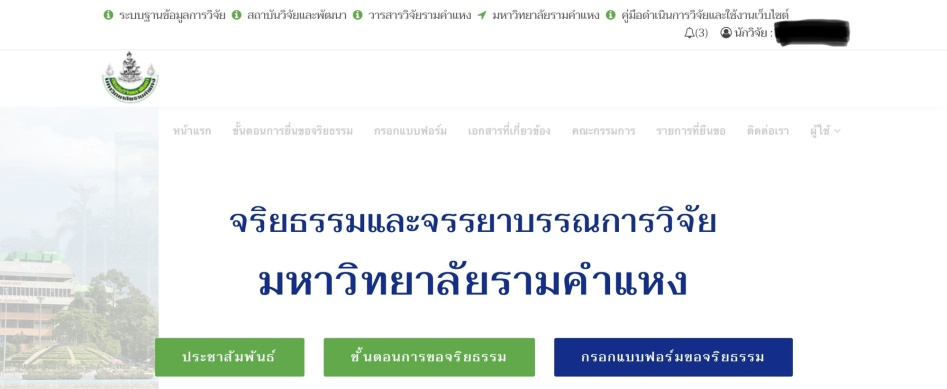 ระบบฐานข้อมูลการวิจัย สถาบันวิจัยและพัฒนา วารสารวิจัยรามคำแหง มหาวิทยาลัยรามคำแหง คู่มือดำเนินการวิจัยและใช้งานเว็บไซต์
(3) นักวิจัย :
หน้าแรก ขั้นตอนการยื่นขอจริยธรรม กรอกแบบฟอร์ม เอกสารที่เกี่ยวข้อง คณะกรรมการ รายการที่ยื่นขอ ติดต่อเรา ผู้ใช้
จริยธรรมและจรรยาบรรณการวิจัย
มหาวิทยาลัยรามคำแหง
ประชาสัมพันธ์ ขั้นตอนการขอจริยธรรม กรอกแบบฟอร์มขอจริยธรรม